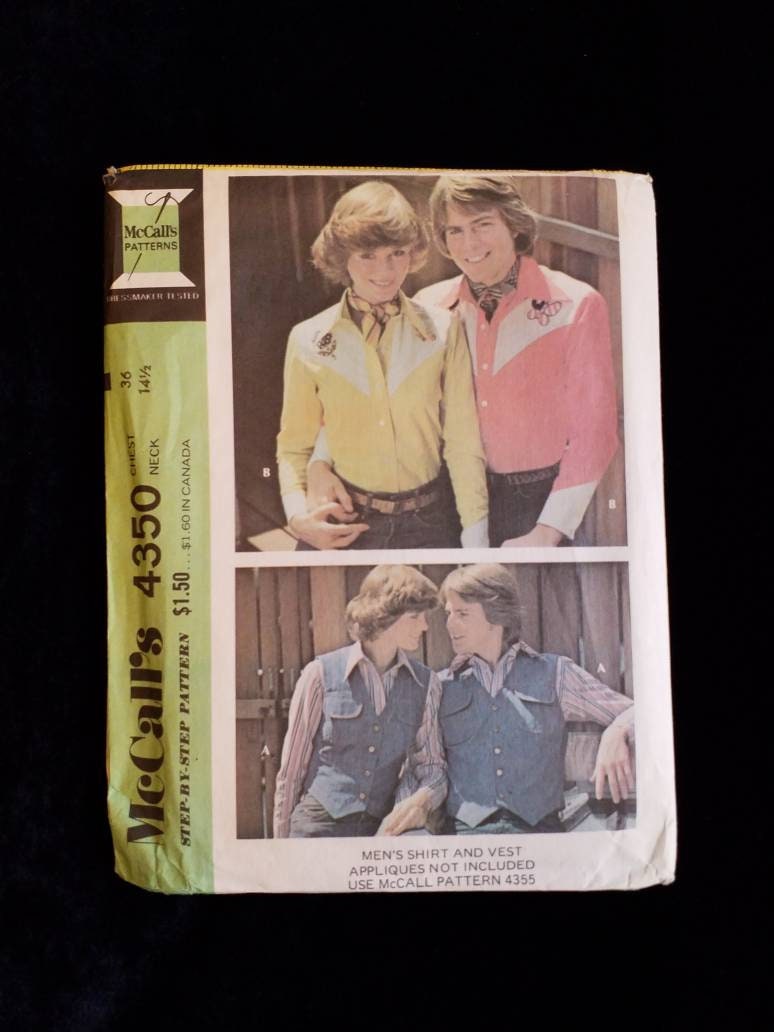 McCall's
PATTERNS
DRESSMAKER TESTED
36
14½
CHEST
NECK
McCall's 4350
STEP-BY-STEP PATTERN $1.50...$1.60 IN CANADA
B
B
A
A
MEN'S SHIRT AND VEST
APPLIQUES NOT INCLUDED
USE McCALL PATTERN 4355